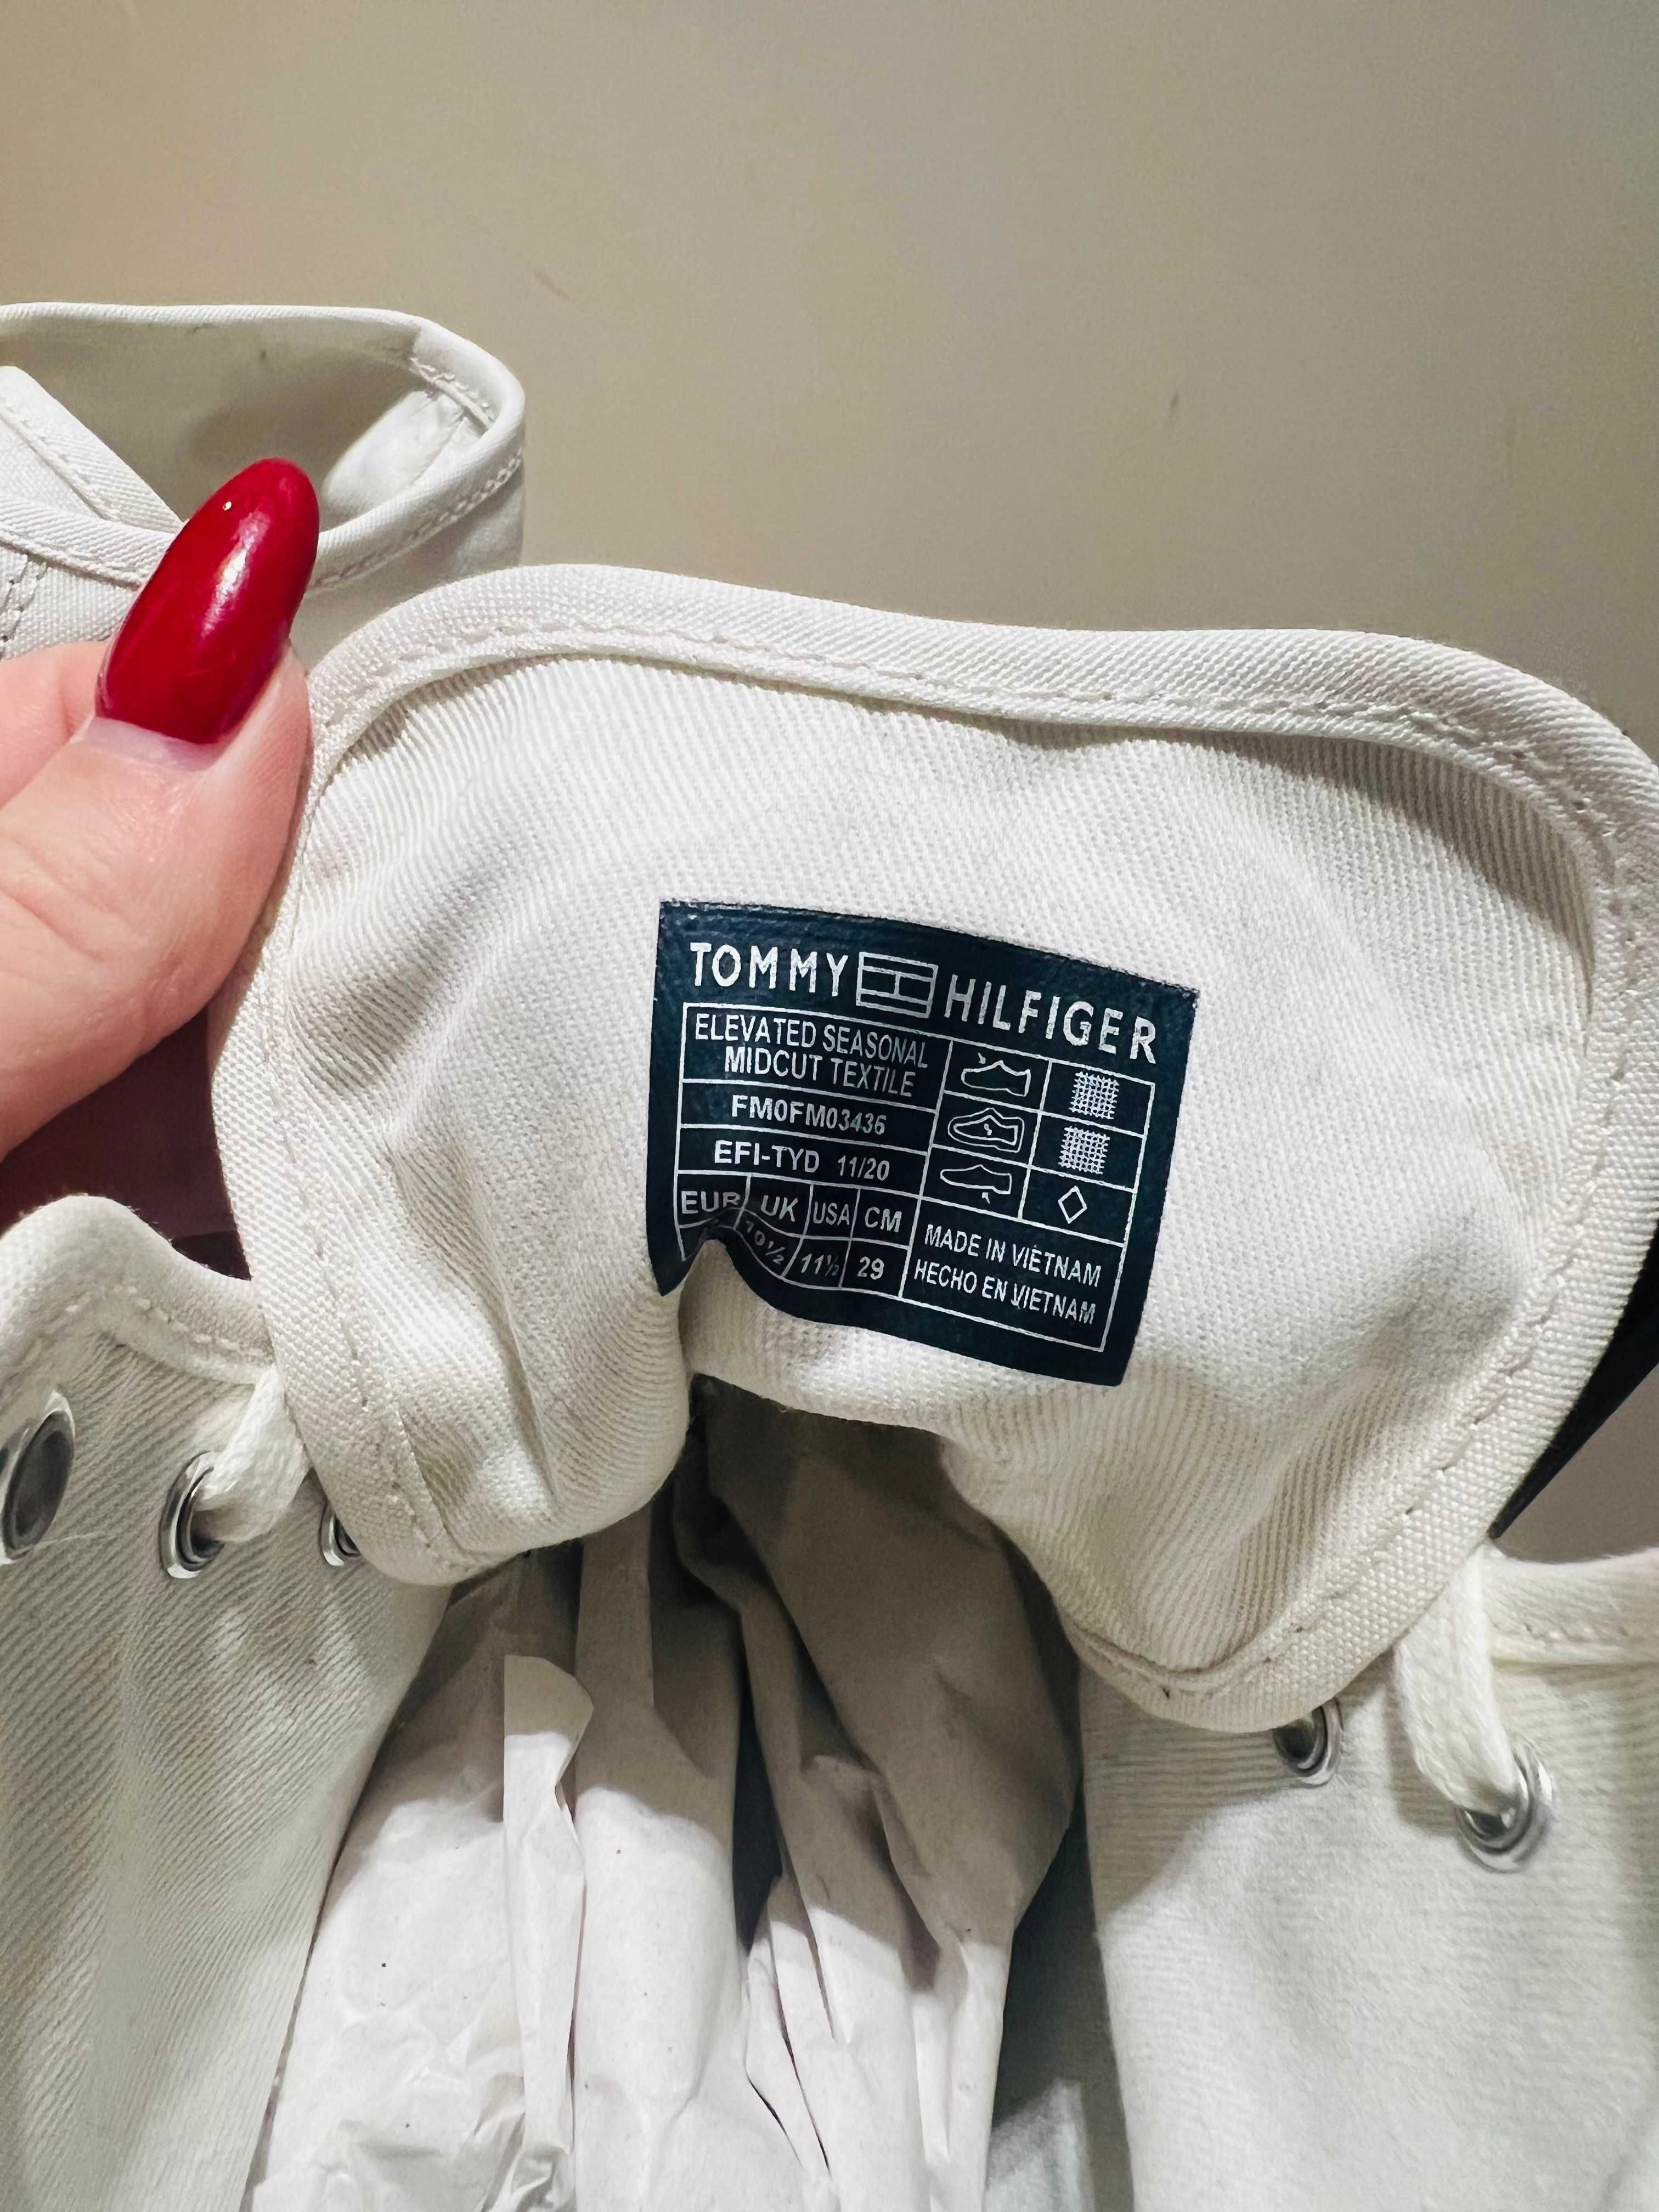 TOMMY HILFIGER
ELEVATED SEASONAL
MIDCUT TEXTILE
FM0FM03436
EFI-TYD 11/20
EUR UK USA CM
10½ 11½ 29
MADE IN VIETNAM
HECHO EN VIETNAM